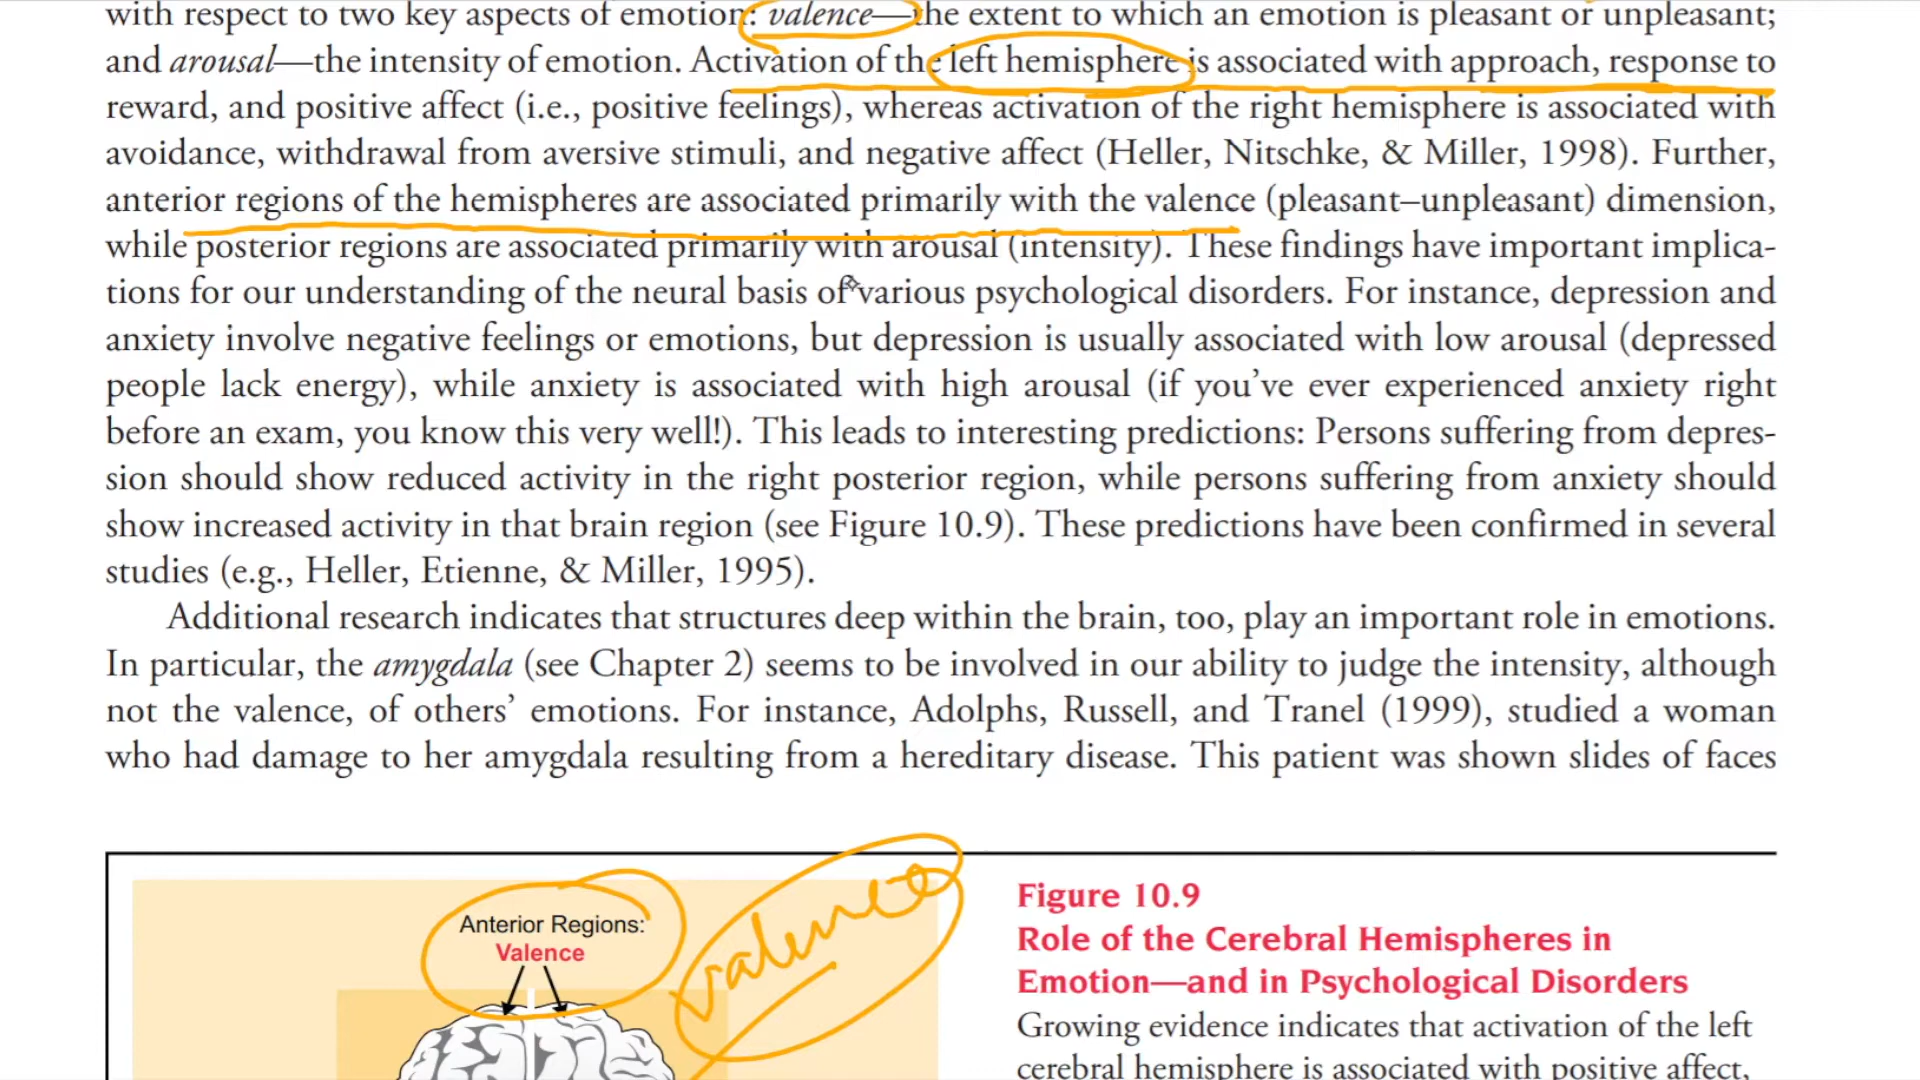 with respect to two key aspects of emotion: valence—the extent to which an emotion is pleasant or unpleasant;
and arousal—the intensity of emotion. Activation of the left hemisphere is associated with approach, response to
reward, and positive affect (i.e., positive feelings), whereas activation of the right hemisphere is associated with
avoidance, withdrawal from aversive stimuli, and negative affect (Heller, Nitschke, & Miller, 1998). Further,
anterior regions of the hemispheres are associated primarily with the valence (pleasant–unpleasant) dimension,
while posterior regions are associated primarily with arousal (intensity). These findings have important implica-
tions for our understanding of the neural basis of various psychological disorders. For instance, depression and
anxiety involve negative feelings or emotions, but depression is usually associated with low arousal (depressed
people lack energy), while anxiety is associated with high arousal (if you’ve ever experienced anxiety right
before an exam, you know this very well!). This leads to interesting predictions: Persons suffering from depres-
sion should show reduced activity in the right posterior region, while persons suffering from anxiety should
show increased activity in that brain region (see Figure 10.9). These predictions have been confirmed in several
studies (e.g., Heller, Etienne, & Miller, 1995).
Additional research indicates that structures deep within the brain, too, play an important role in emotions.
In particular, the amygdala (see Chapter 2) seems to be involved in our ability to judge the intensity, although
not the valence, of others’ emotions. For instance, Adolphs, Russell, and Tranel (1999), studied a woman
who had damage to her amygdala resulting from a hereditary disease. This patient was shown slides of faces
Anterior Regions:
Valence
valence
Figure 10.9
Role of the Cerebral Hemispheres in
Emotion—and in Psychological Disorders
Growing evidence indicates that activation of the left
cerebral hemisphere is associated with positive affect,